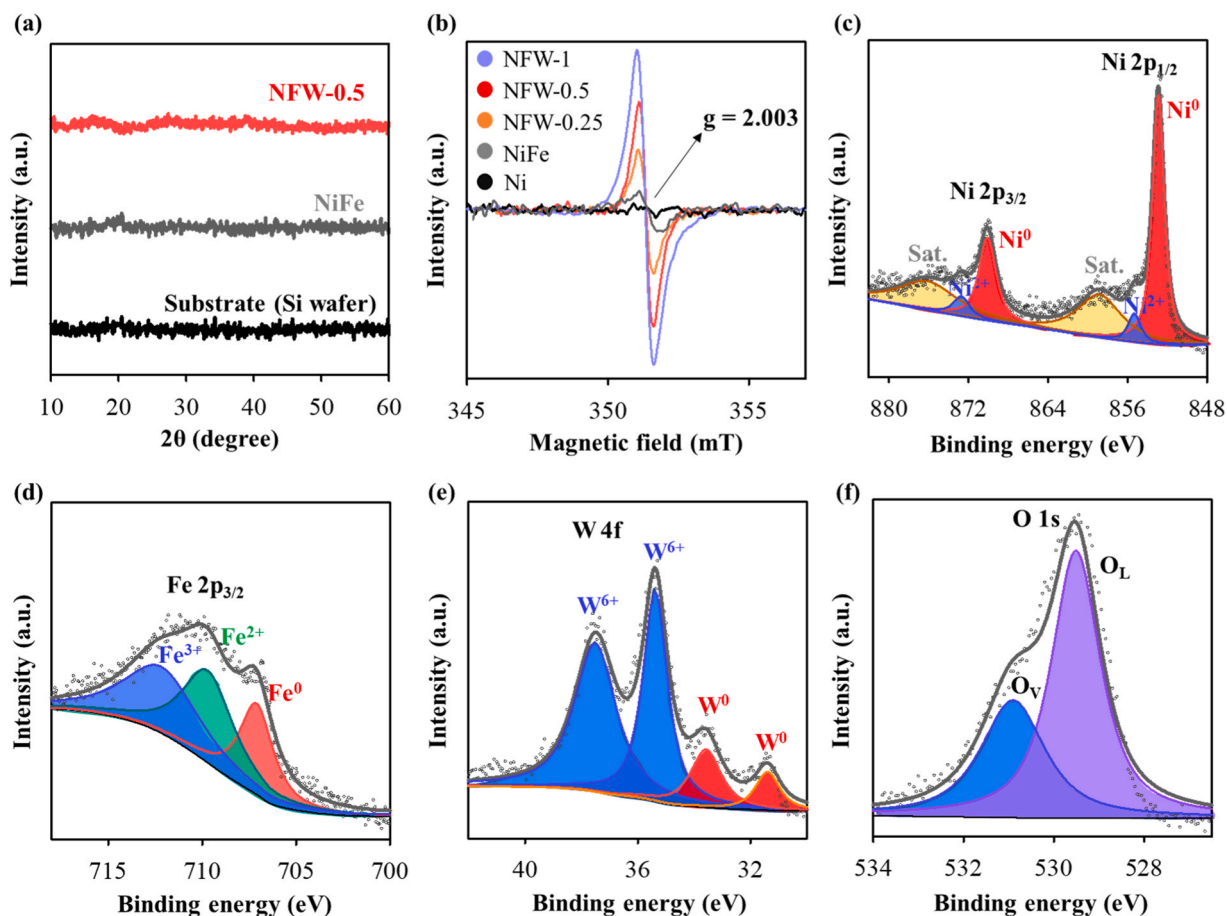 (a)
NFW-0.5
NiFe
Substrate (Si wafer)
Intensity (a.u.)
10 20 30 40 50 60
2θ (degree)
(b)
NFW-1
NFW-0.5
NFW-0.25
NiFe
Ni
g = 2.003
Intensity (a.u.)
345 350 355
Magnetic field (mT)
(c)
Ni 2p1/2
Ni0
Ni 2p3/2
Ni0
Sat.
Sat.
Ni2+
Ni2+
Intensity (a.u.)
880 870 864 856 848
Binding energy (eV)
(d)
Fe 2p3/2
Fe3+
Fe2+
Fe0
Intensity (a.u.)
715 710 705 700
Binding energy (eV)
(e)
W 4f
W6+
W6+
W0
W0
Intensity (a.u.)
40 36 32
Binding energy (eV)
(f)
O 1s
OL
OV
Intensity (a.u.)
534 532 530 528
Binding energy (eV)